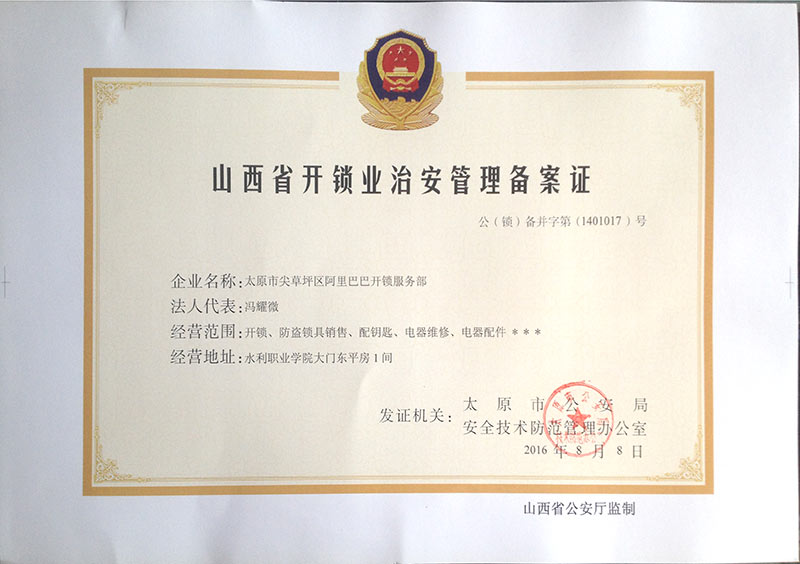 山西省开锁业治安管理备案证
公（锁）备并字第（1401017）号
企业名称：太原市尖草坪区阿里巴巴开锁服务部
法人代表：冯耀微
经营范围：开锁、防盗锁具销售、配钥匙、电器维修、电器配件 ***
经营地址：水利职业学院大门东平房1间
发证机关：太原市公安局
安全技术防范管理办公室
2016 年 8 月 8 日
山西省公安厅监制